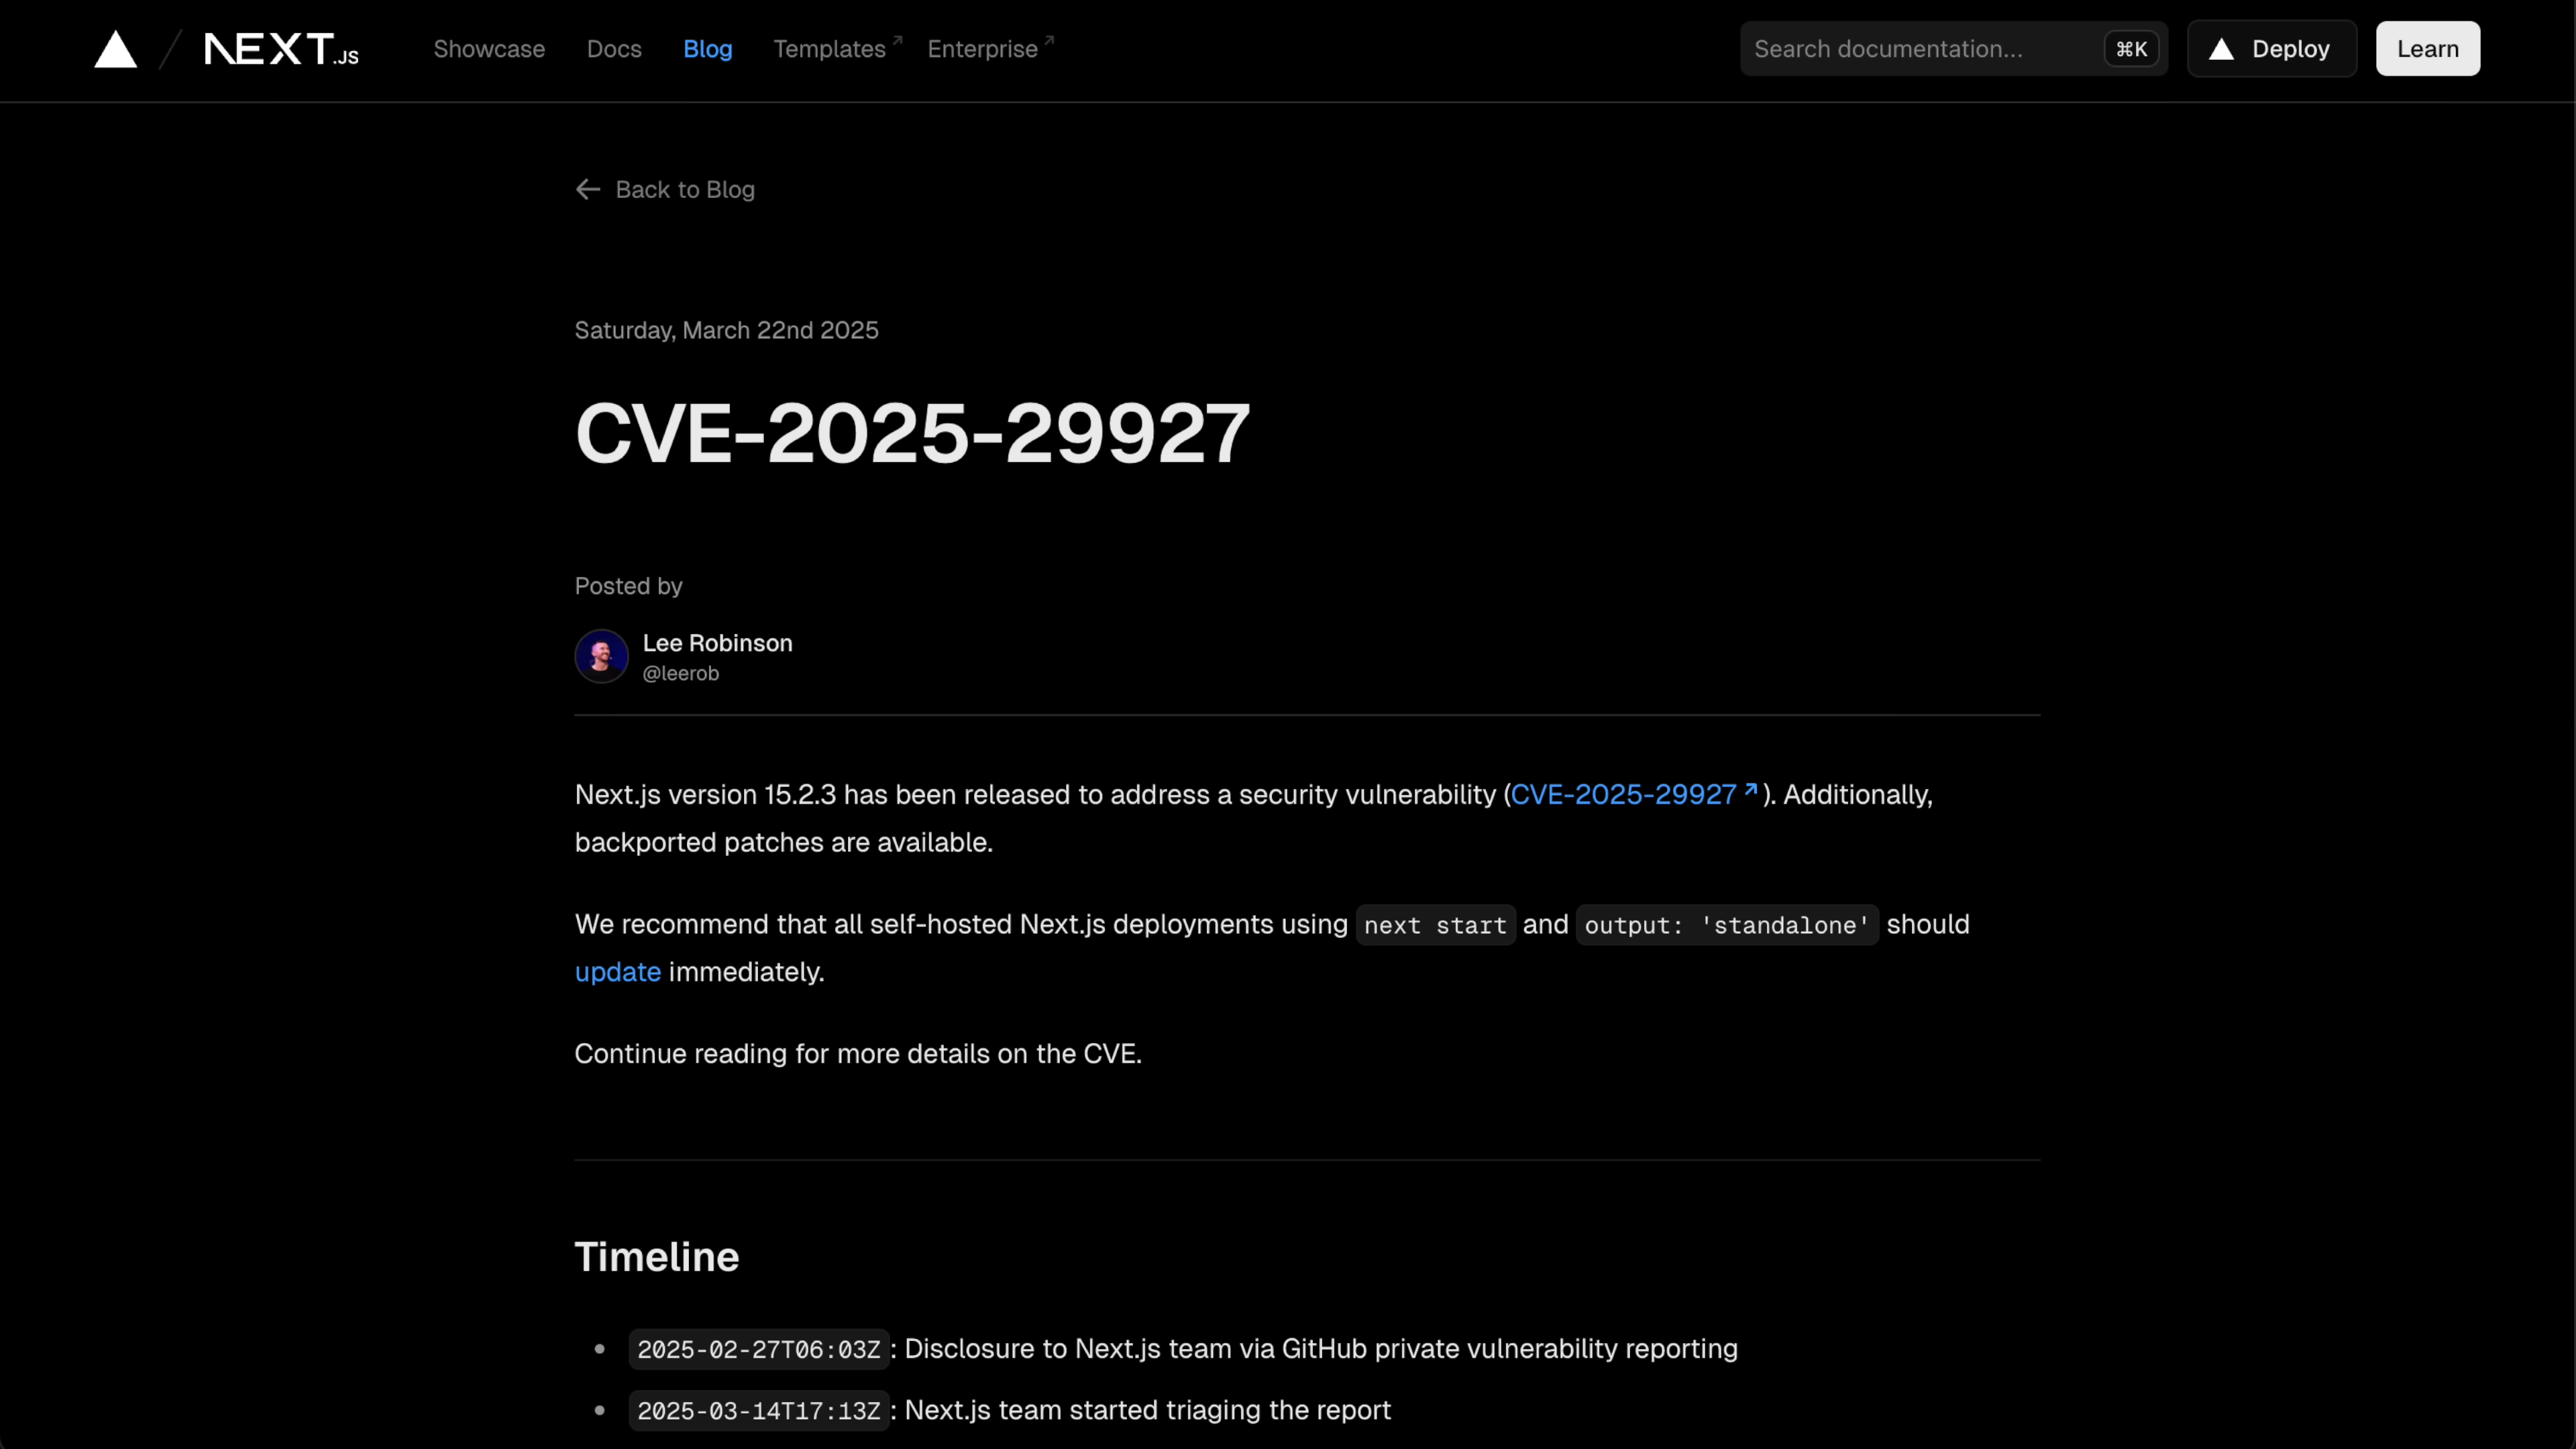 NEXT.JS
Showcase
Docs
Blog
Templates ↗
Enterprise ↗
Search documentation...
⌘K
Deploy
Learn
← Back to Blog
Saturday, March 22nd 2025
CVE-2025-29927
Posted by
Lee Robinson
@leerob
Next.js version 15.2.3 has been released to address a security vulnerability (CVE-2025-29927 ↗). Additionally,
backported patches are available.
We recommend that all self-hosted Next.js deployments using next start and output: 'standalone' should
update immediately.
Continue reading for more details on the CVE.
Timeline
• 2025-02-27T06:03Z: Disclosure to Next.js team via GitHub private vulnerability reporting
• 2025-03-14T17:13Z: Next.js team started triaging the report